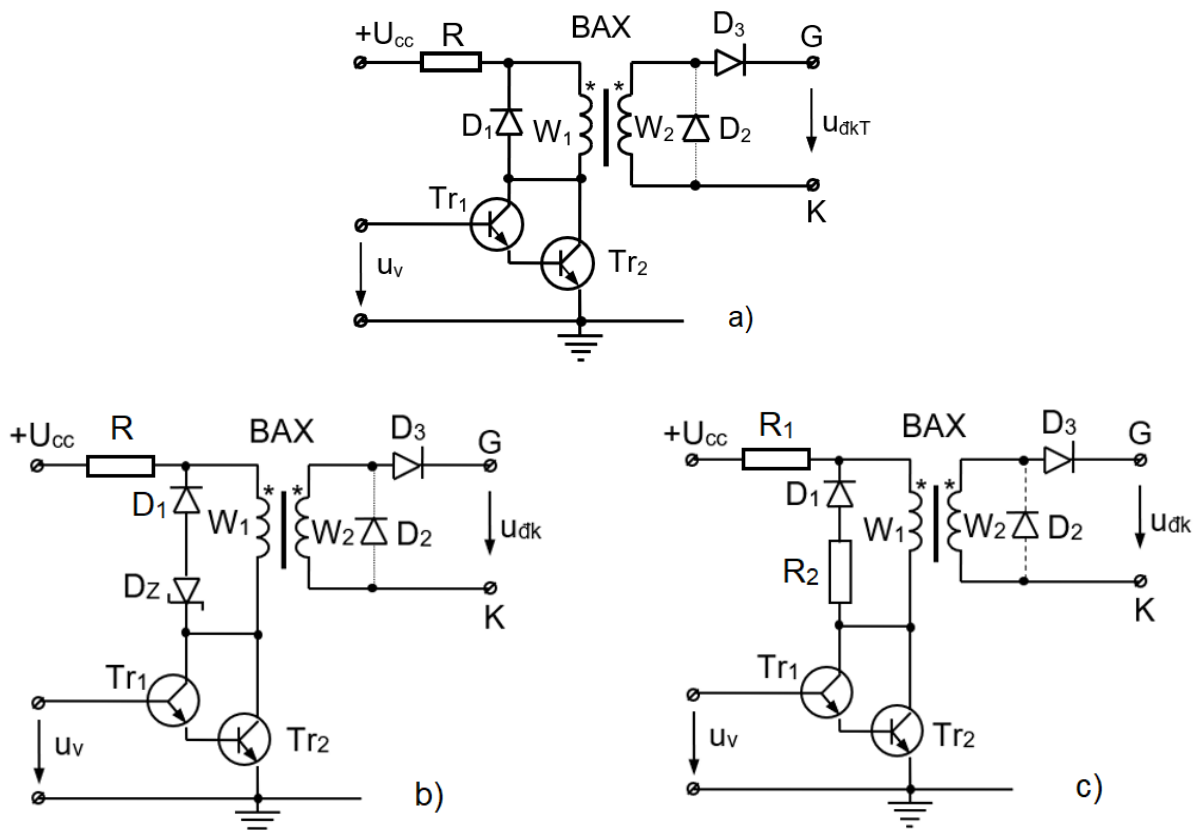 +Ucc R BAX D3 G
D1 W1 * * W2 D2 uđkT
K
Tr1
Tr2
uv
a)
+Ucc R BAX D3 G
D1 W1 * * W2 D2 uđk
DZ
K
Tr1
Tr2
uv
b)
+Ucc R1 BAX D3 G
D1 W1 * * W2 D2 uđk
R2
K
Tr1
Tr2
uv
c)